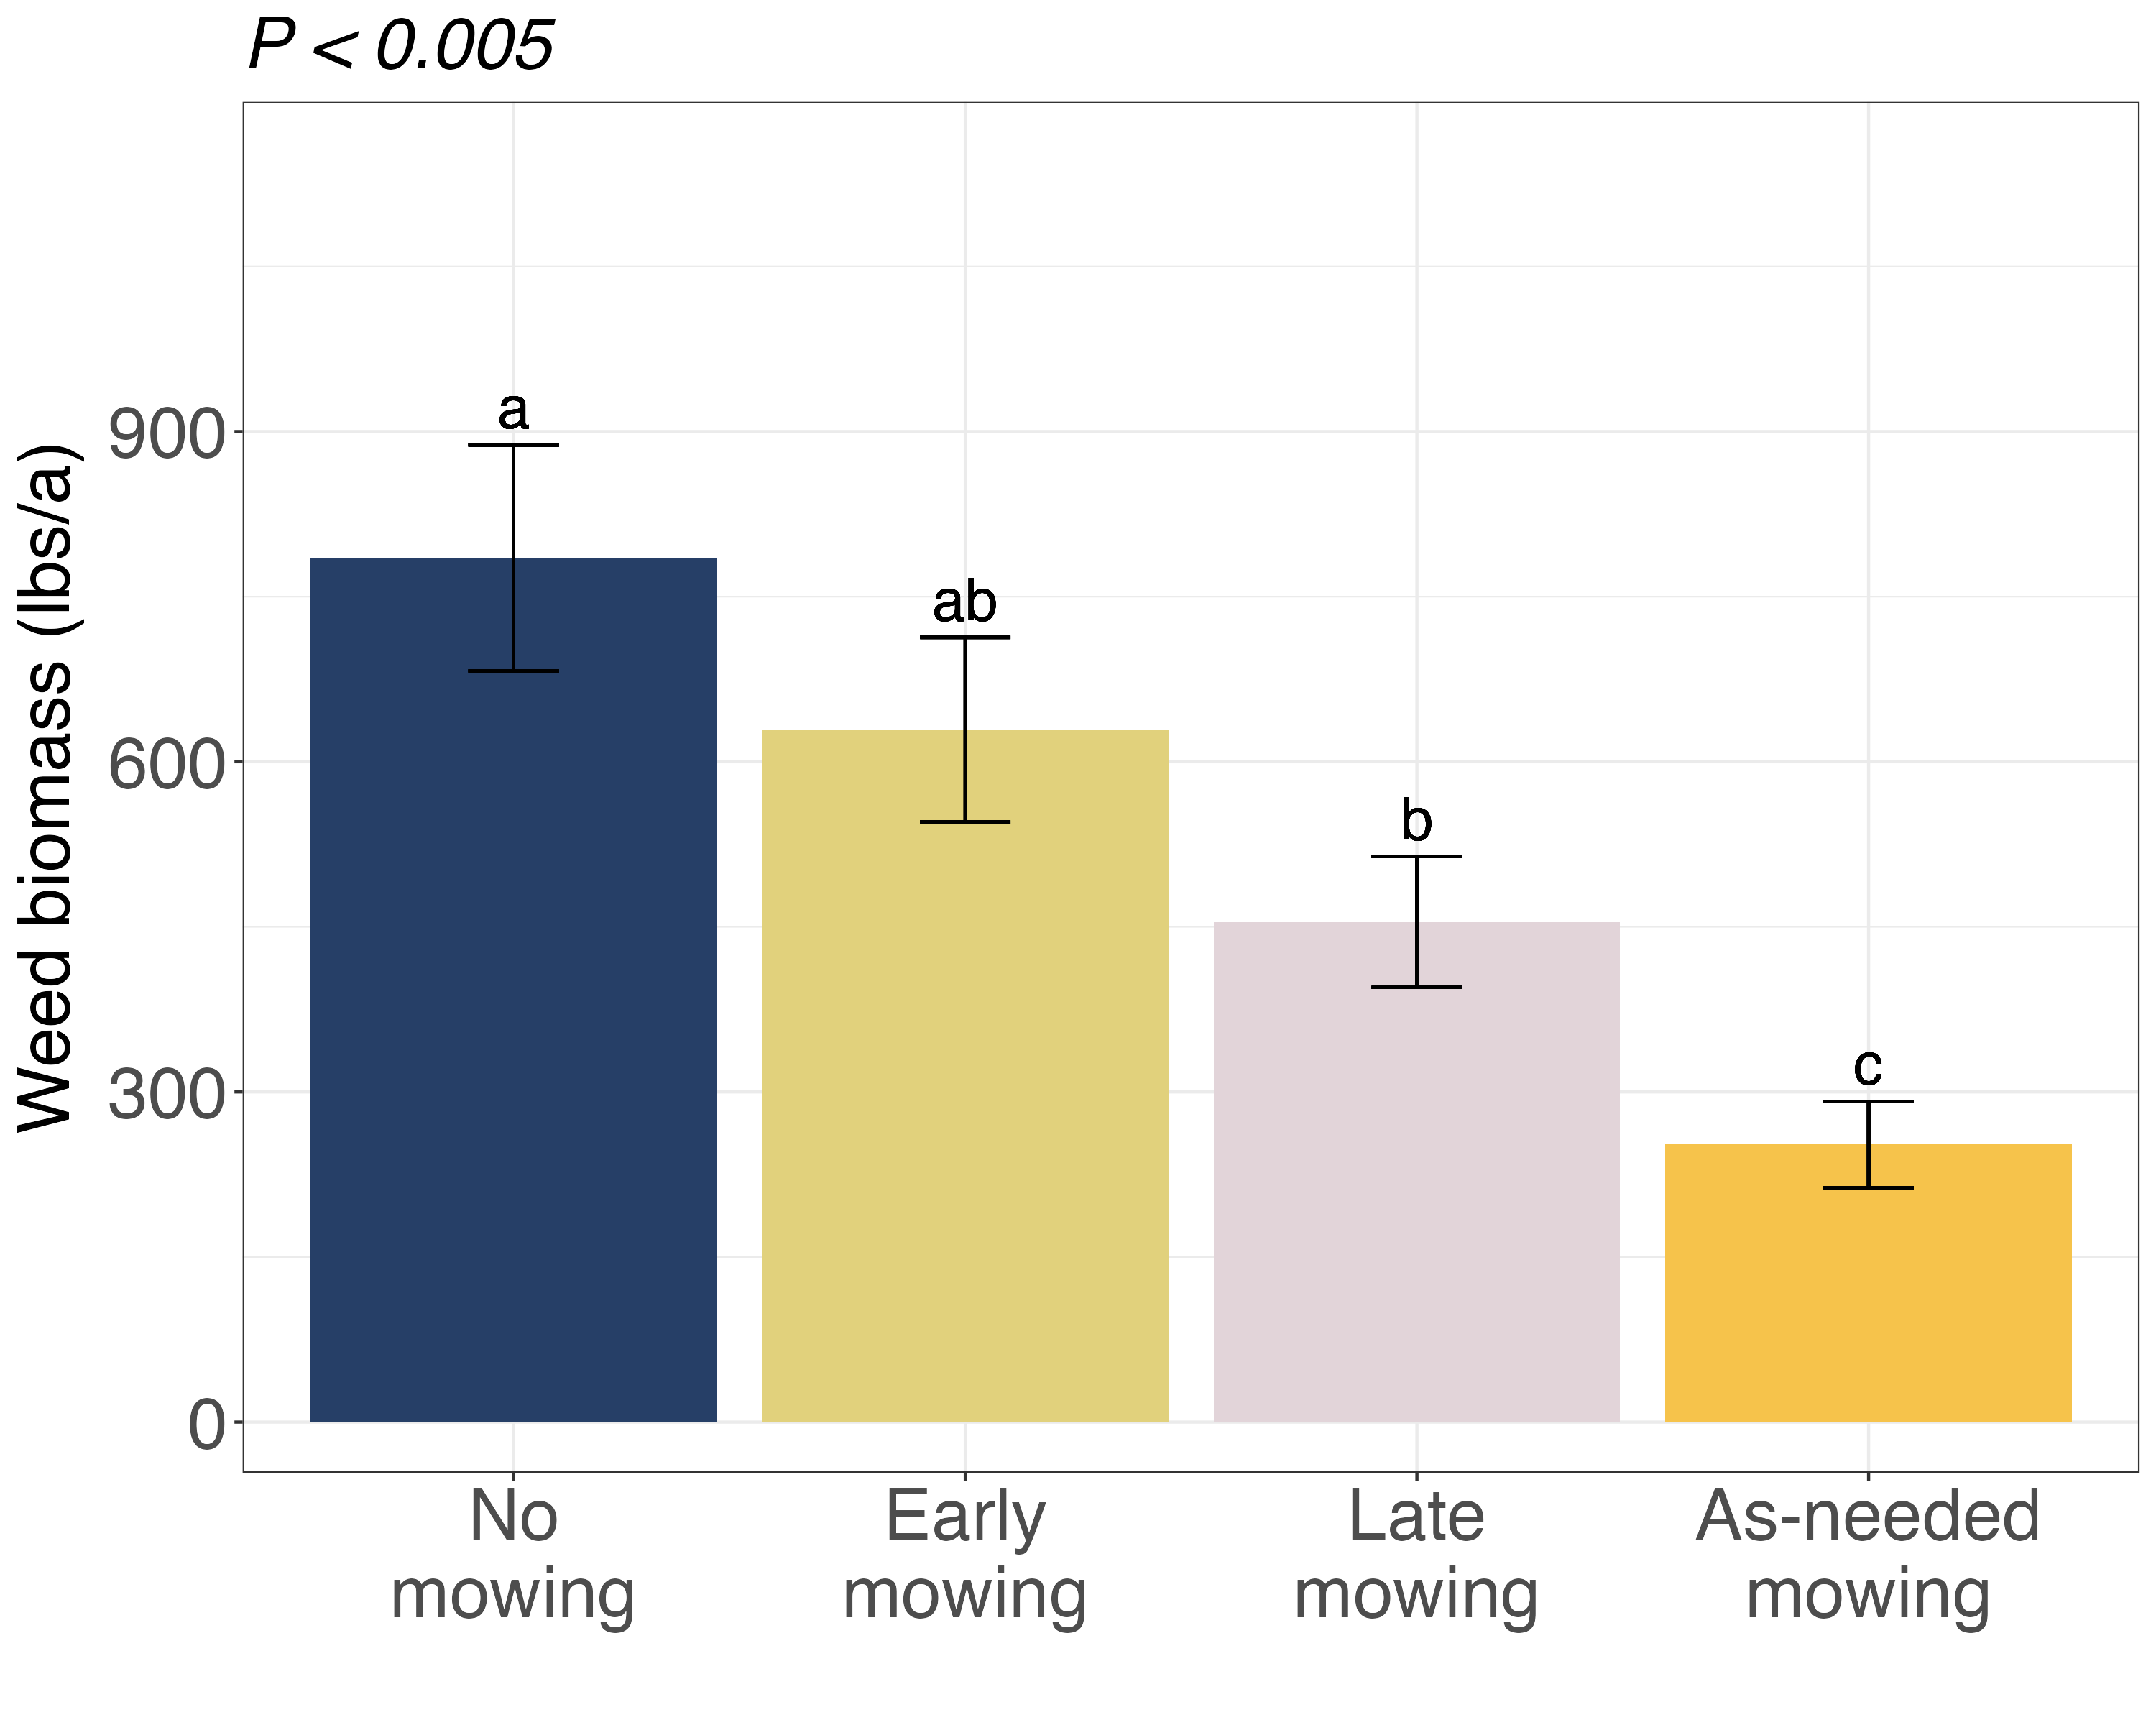 P < 0.005
Weed biomass (lbs/a)
900
600
300
0
a
ab
b
c
No
mowing
Early
mowing
Late
mowing
As-needed
mowing